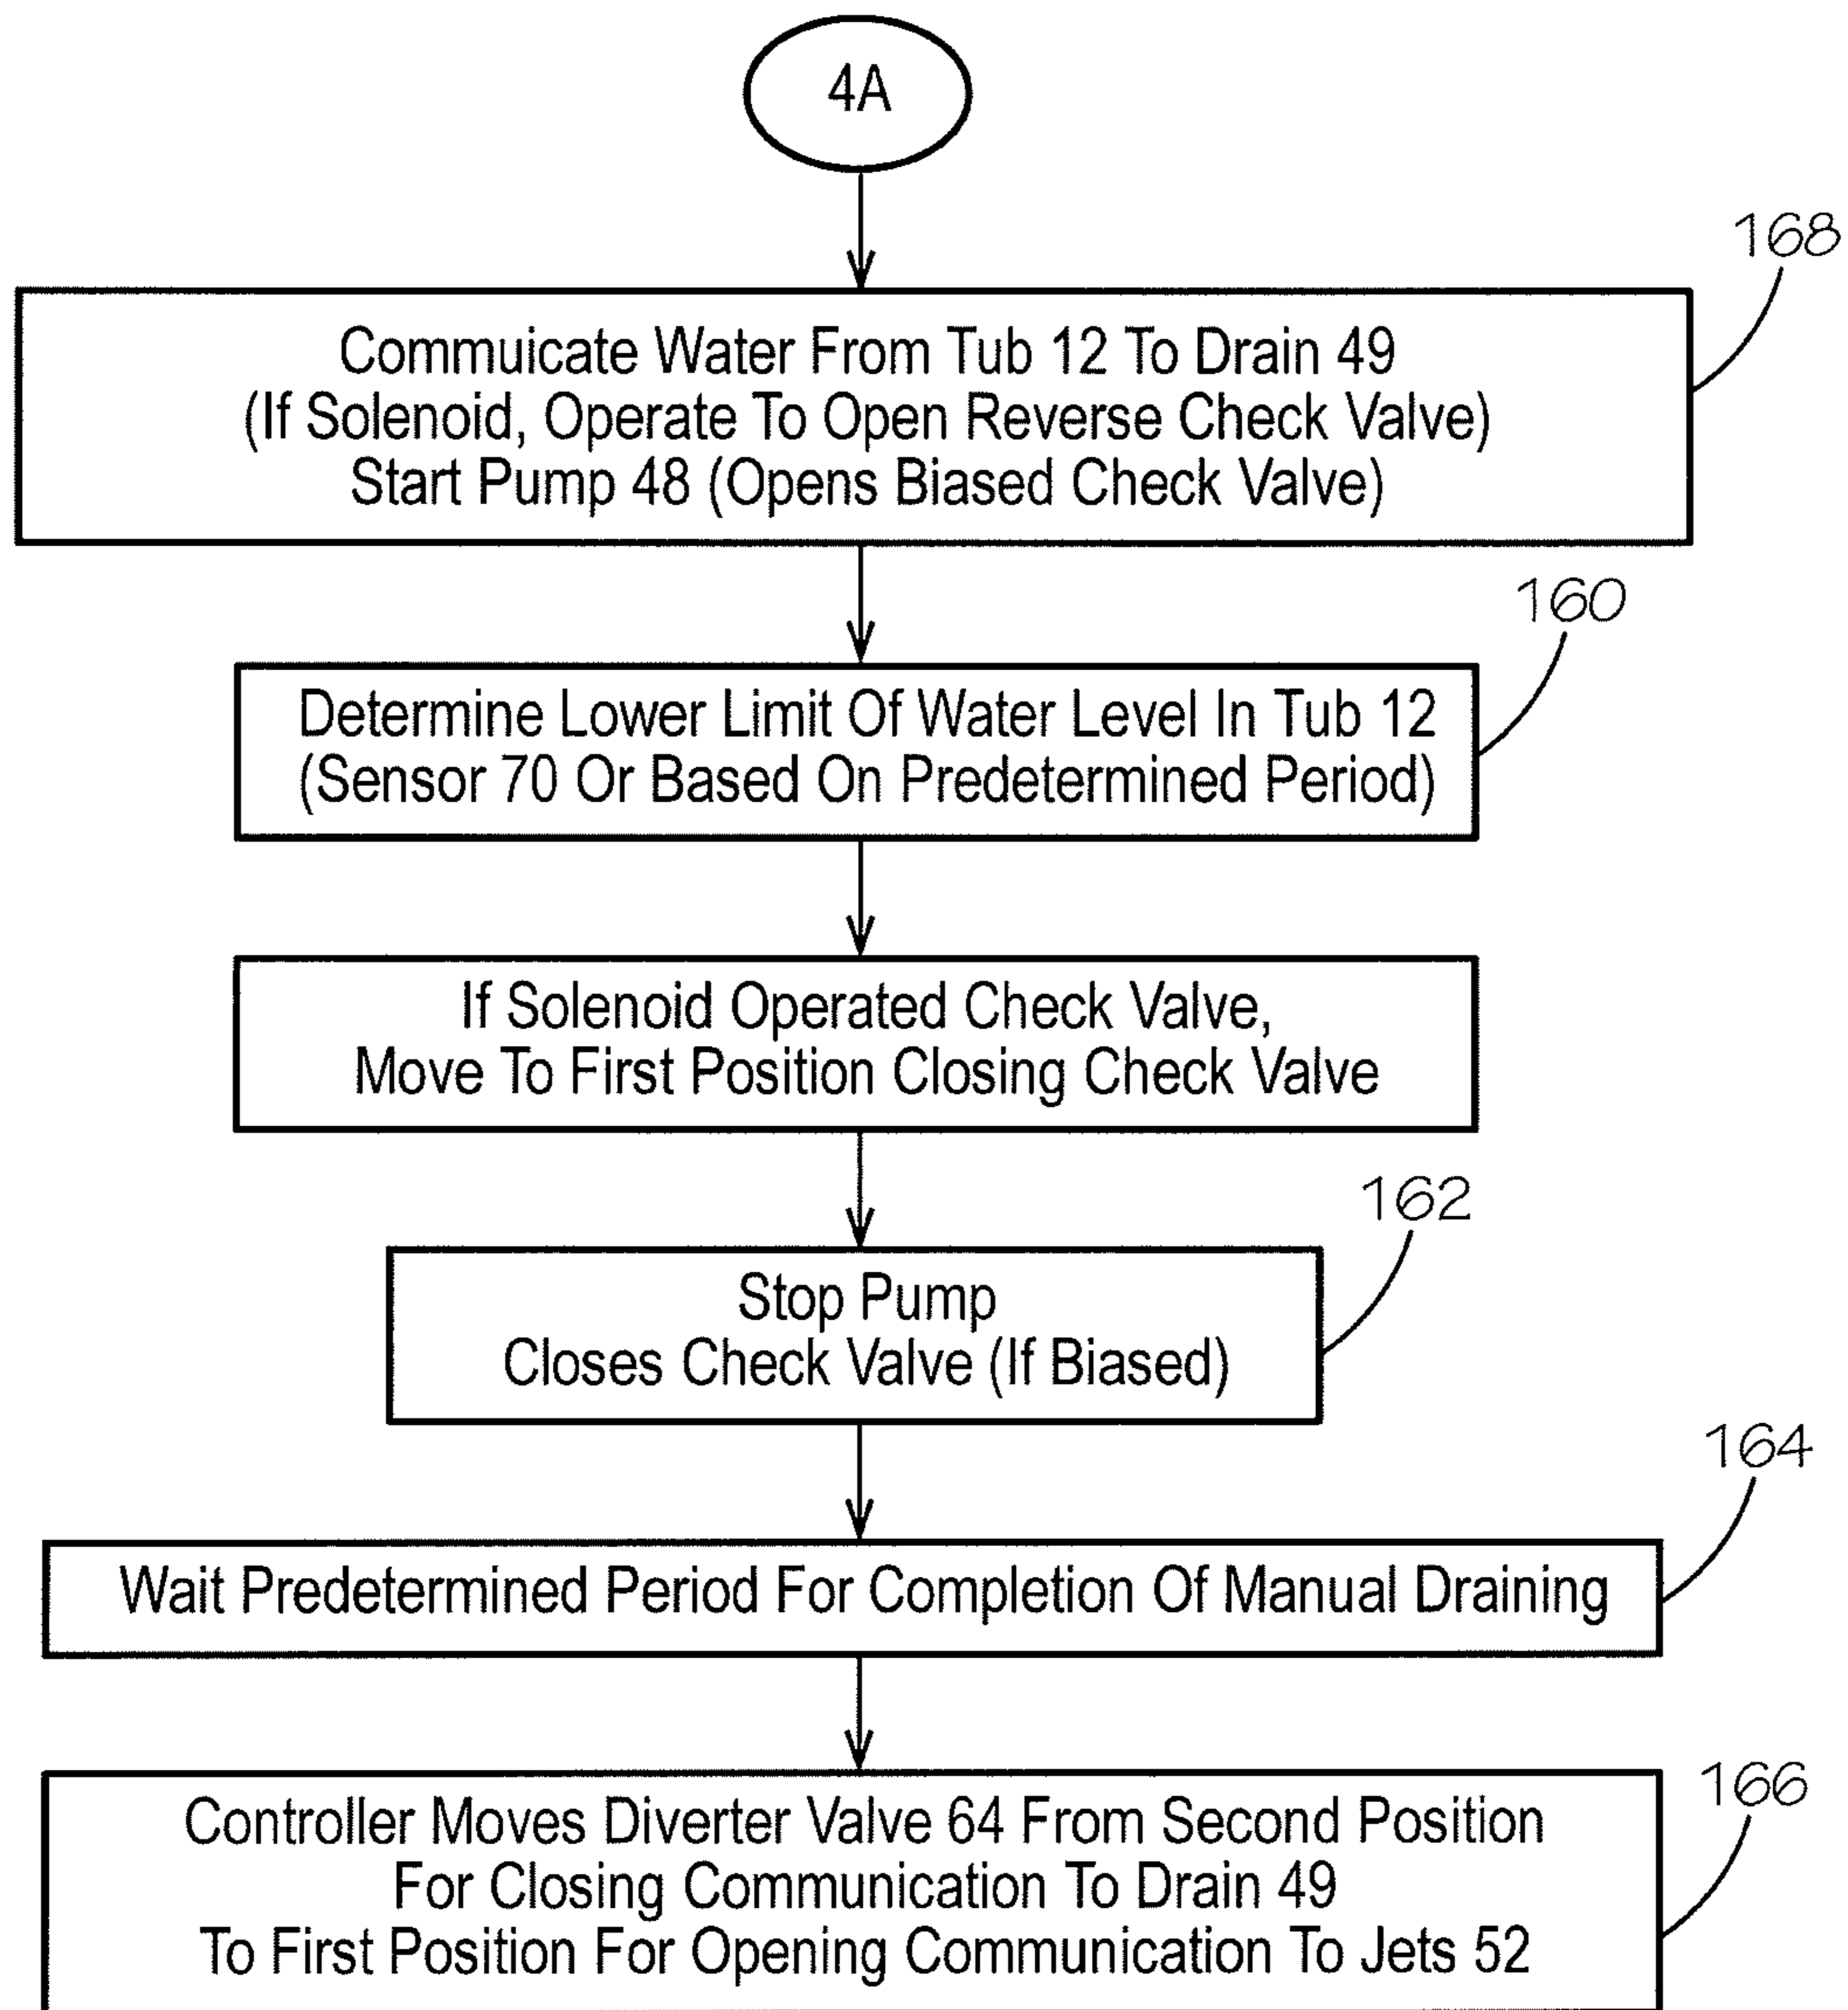 4A
168
Commuicate Water From Tub 12 To Drain 49
(If Solenoid, Operate To Open Reverse Check Valve)
Start Pump 48 (Opens Biased Check Valve)
160
Determine Lower Limit Of Water Level In Tub 12
(Sensor 70 Or Based On Predetermined Period)
If Solenoid Operated Check Valve,
Move To First Position Closing Check Valve
162
Stop Pump
Closes Check Valve (If Biased)
164
Wait Predetermined Period For Completion Of Manual Draining
166
Controller Moves Diverter Valve 64 From Second Position
For Closing Communication To Drain 49
To First Position For Opening Communication To Jets 52